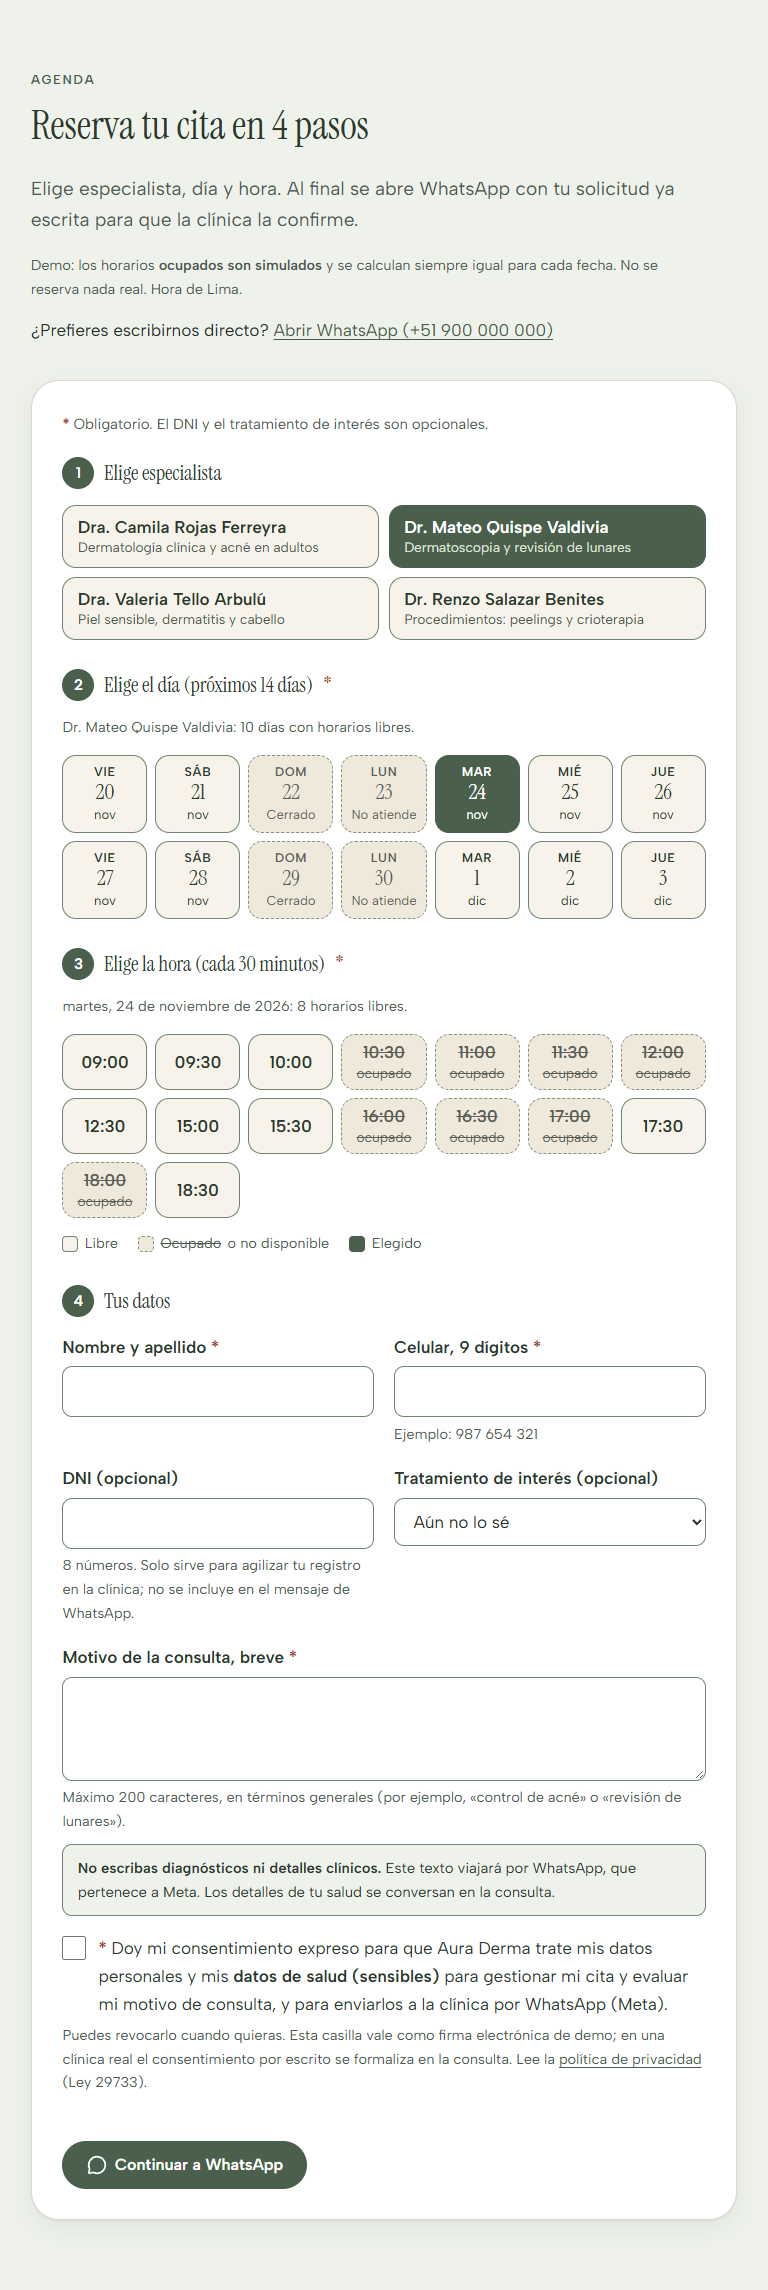 AGENDA
Reserva tu cita en 4 pasos
Elige especialista, día y hora. Al final se abre WhatsApp con tu solicitud ya
escrita para que la clínica la confirme.
Demo: los horarios ocupados son simulados y se calculan siempre igual para cada fecha. No se
reserva nada real. Hora de Lima.
¿Prefieres escribirnos directo? Abrir WhatsApp (+51 900 000 000)
* Obligatorio. El DNI y el tratamiento de interés son opcionales.
1 Elige especialista
Dra. Camila Rojas Ferreyra
Dermatología clínica y acné en adultos
Dr. Mateo Quispe Valdivia
Dermatoscopia y revisión de lunares
Dra. Valeria Tello Arbulú
Piel sensible, dermatitis y cabello
Dr. Renzo Salazar Benites
Procedimientos: peelings y crioterapia
2 Elige el día (próximos 14 días) *
Dr. Mateo Quispe Valdivia: 10 días con horarios libres.
VIE SÁB DOM LUN MAR MIÉ JUE
20 21 22 23 24 25 26
nov nov Cerrado No atiende nov nov nov
VIE SÁB DOM LUN MAR MIÉ JUE
27 28 29 30 1 2 3
nov nov Cerrado No atiende dic dic dic
3 Elige la hora (cada 30 minutos) *
martes, 24 de noviembre de 2026: 8 horarios libres.
09:00 09:30 10:00 10:30 11:00 11:30 12:00
ocupado ocupado ocupado ocupado
12:30 15:00 15:30 16:00 16:30 17:00 17:30
ocupado ocupado ocupado
18:00 18:30
ocupado
Libre Ocupado o no disponible Elegido
4 Tus datos
Nombre y apellido * Celular, 9 dígitos *
Ejemplo: 987 654 321
DNI (opcional) Tratamiento de interés (opcional)
Aún no lo sé
8 números. Solo sirve para agilizar tu registro
en la clínica; no se incluye en el mensaje de
WhatsApp.
Motivo de la consulta, breve *
Máximo 200 caracteres, en términos generales (por ejemplo, «control de acné» o «revisión de
lunares»).
No escribas diagnósticos ni detalles clínicos. Este texto viajará por WhatsApp, que
pertenece a Meta. Los detalles de tu salud se conversan en la consulta.
* Doy mi consentimiento expreso para que Aura Derma trate mis datos
personales y mis datos de salud (sensibles) para gestionar mi cita y evaluar
mi motivo de consulta, y para enviarlos a la clínica por WhatsApp (Meta).
Puedes revocarlo cuando quieras. Esta casilla vale como firma electrónica de demo; en una
clínica real el consentimiento por escrito se formaliza en la consulta. Lee la política de privacidad
(Ley 29733).
Continuar a WhatsApp